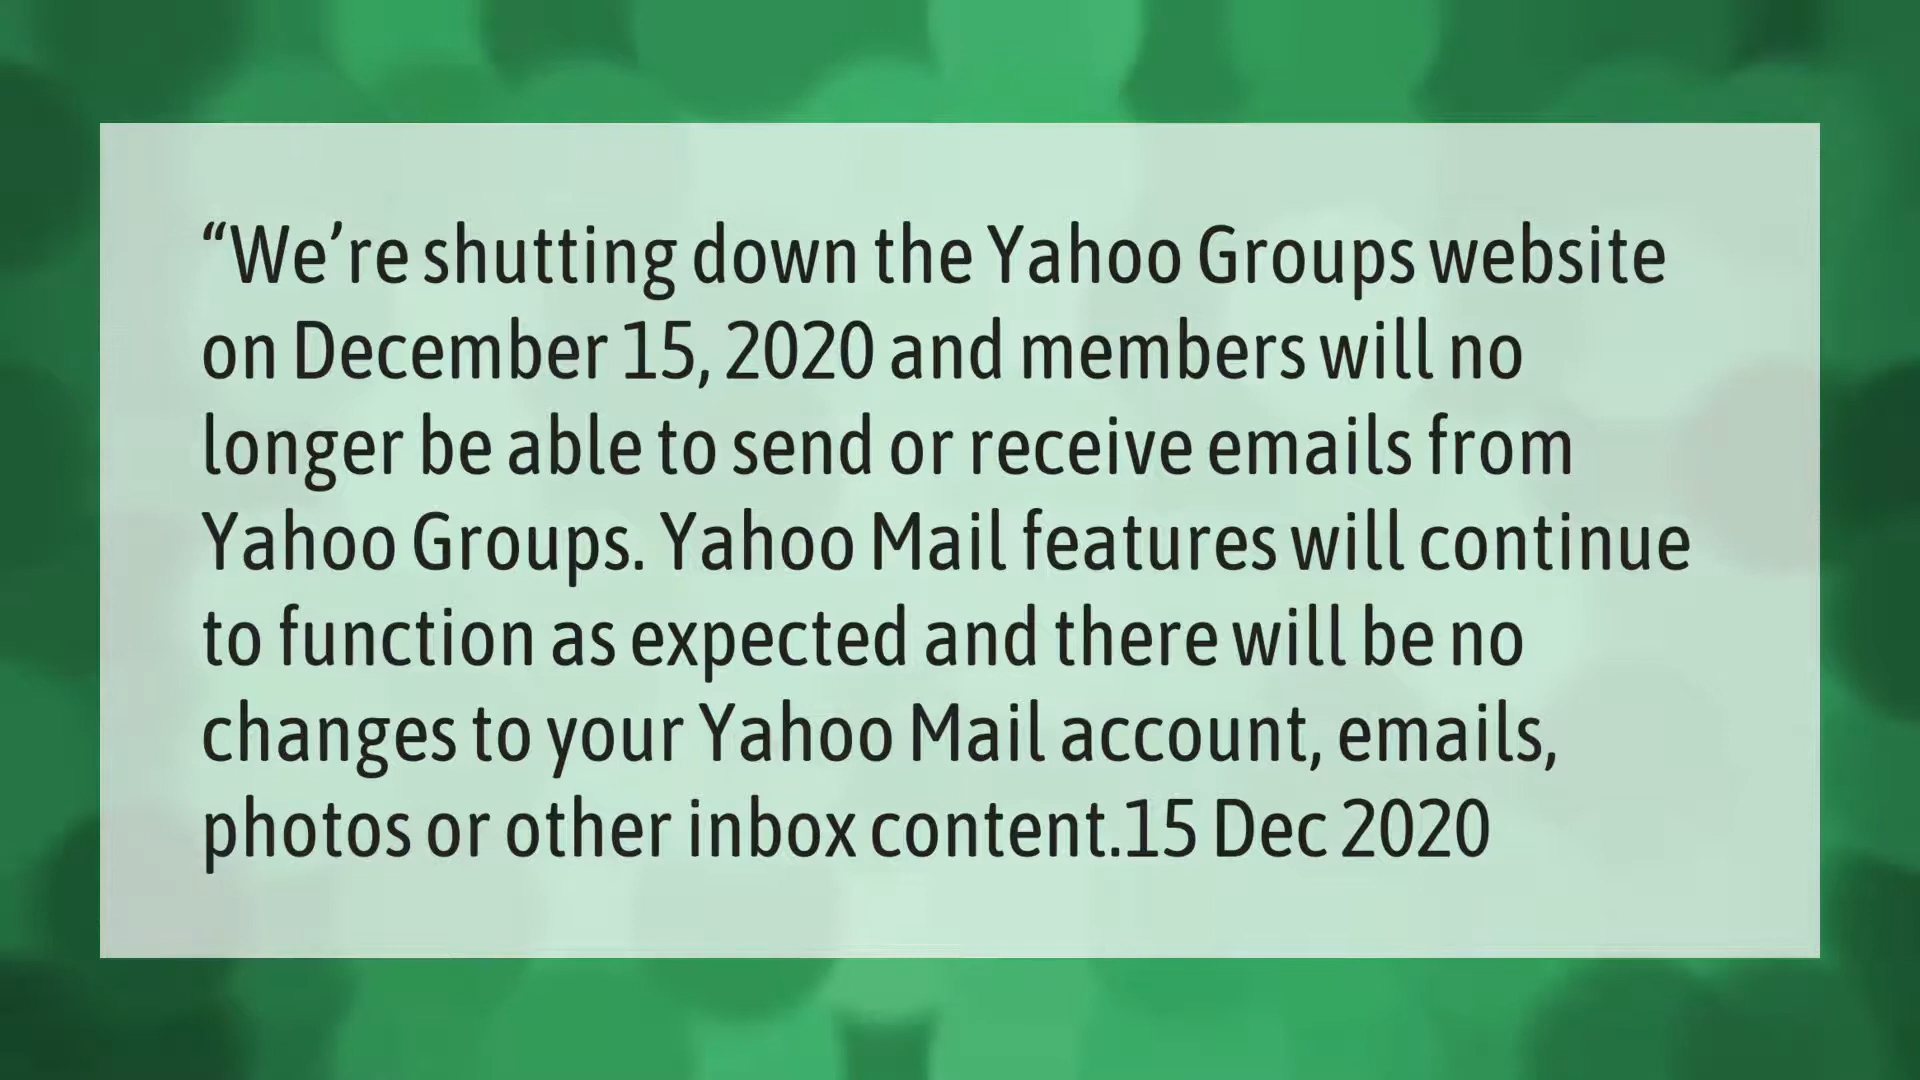 “We’re shutting down the Yahoo Groups website
on December 15, 2020 and members will no
longer be able to send or receive emails from
Yahoo Groups. Yahoo Mail features will continue
to function as expected and there will be no
changes to your Yahoo Mail account, emails,
photos or other inbox content.15 Dec 2020